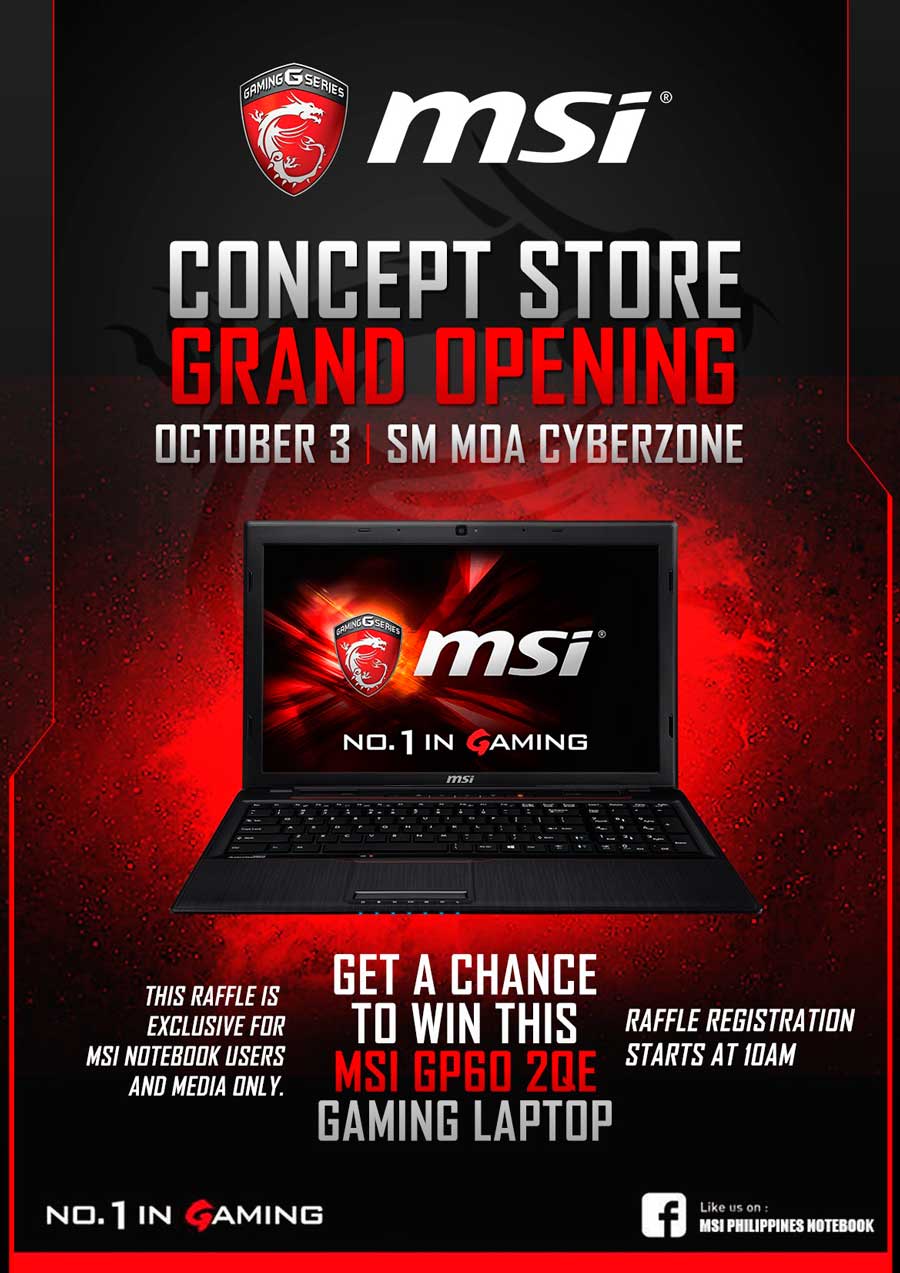 GAMING G SERIES
msi®
CONCEPT STORE
GRAND OPENING
OCTOBER 3 | SM MOA CYBERZONE
GAMING G SERIES
msi®
NO.1 IN GAMING
msi
GET A CHANCE
TO WIN THIS
MSI GP60 2QE
GAMING LAPTOP
THIS RAFFLE IS
EXCLUSIVE FOR
MSI NOTEBOOK USERS
AND MEDIA ONLY.
RAFFLE REGISTRATION
STARTS AT 10AM
NO.1 IN GAMING
f
Like us on :
MSI PHILIPPINES NOTEBOOK